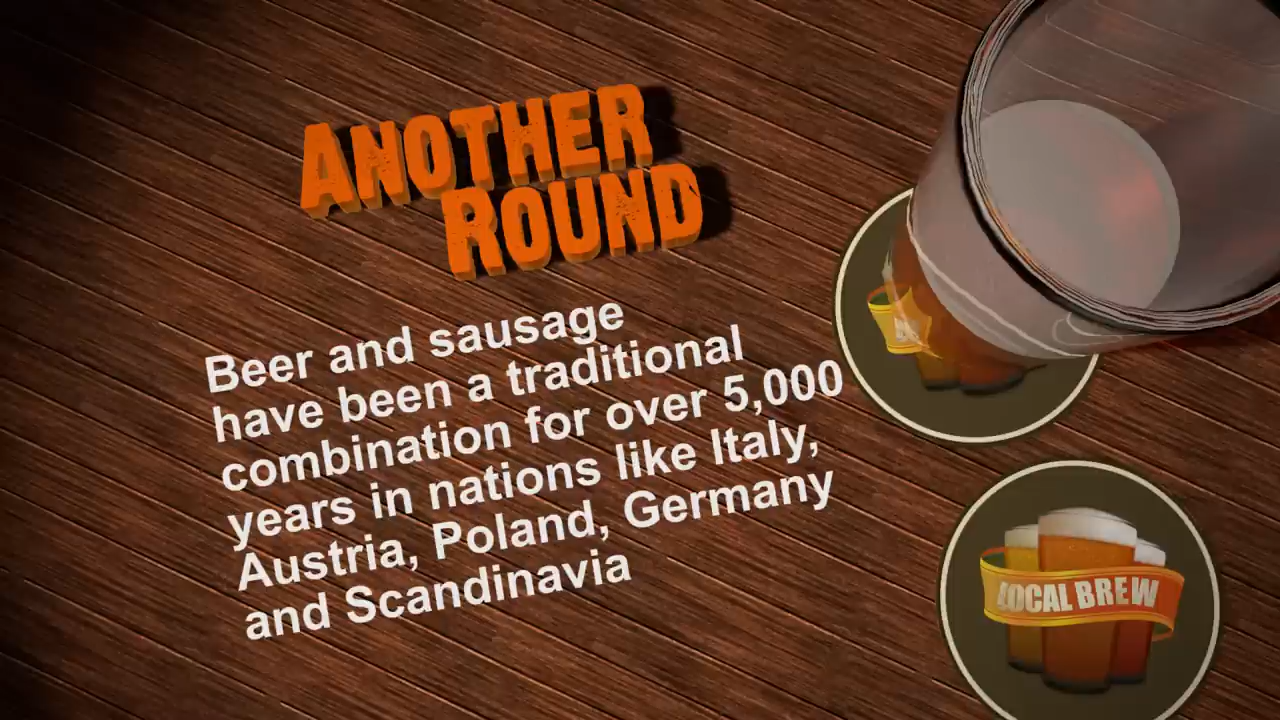 ANOTHER
ROUND
Beer and sausage
have been a traditional
combination for over 5,000
years in nations like Italy,
Austria, Poland, Germany
and Scandinavia
LOCAL BREW